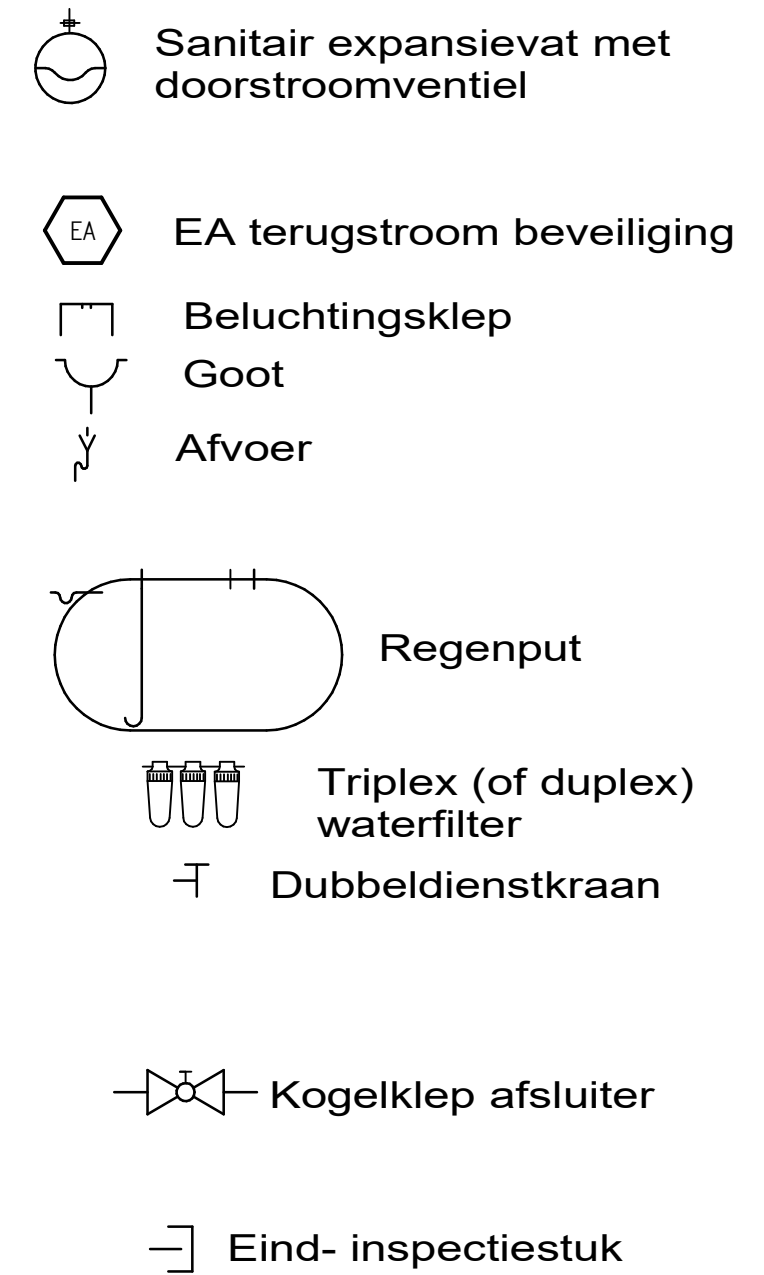 Sanitair expansievat met
doorstroomventiel
EA
EA terugstroom beveiliging
Beluchtingsklep
Goot
Afvoer
Regenput
Triplex (of duplex)
waterfilter
Dubbeldienstkraan
Kogelklep afsluiter
Eind- inspectiestuk